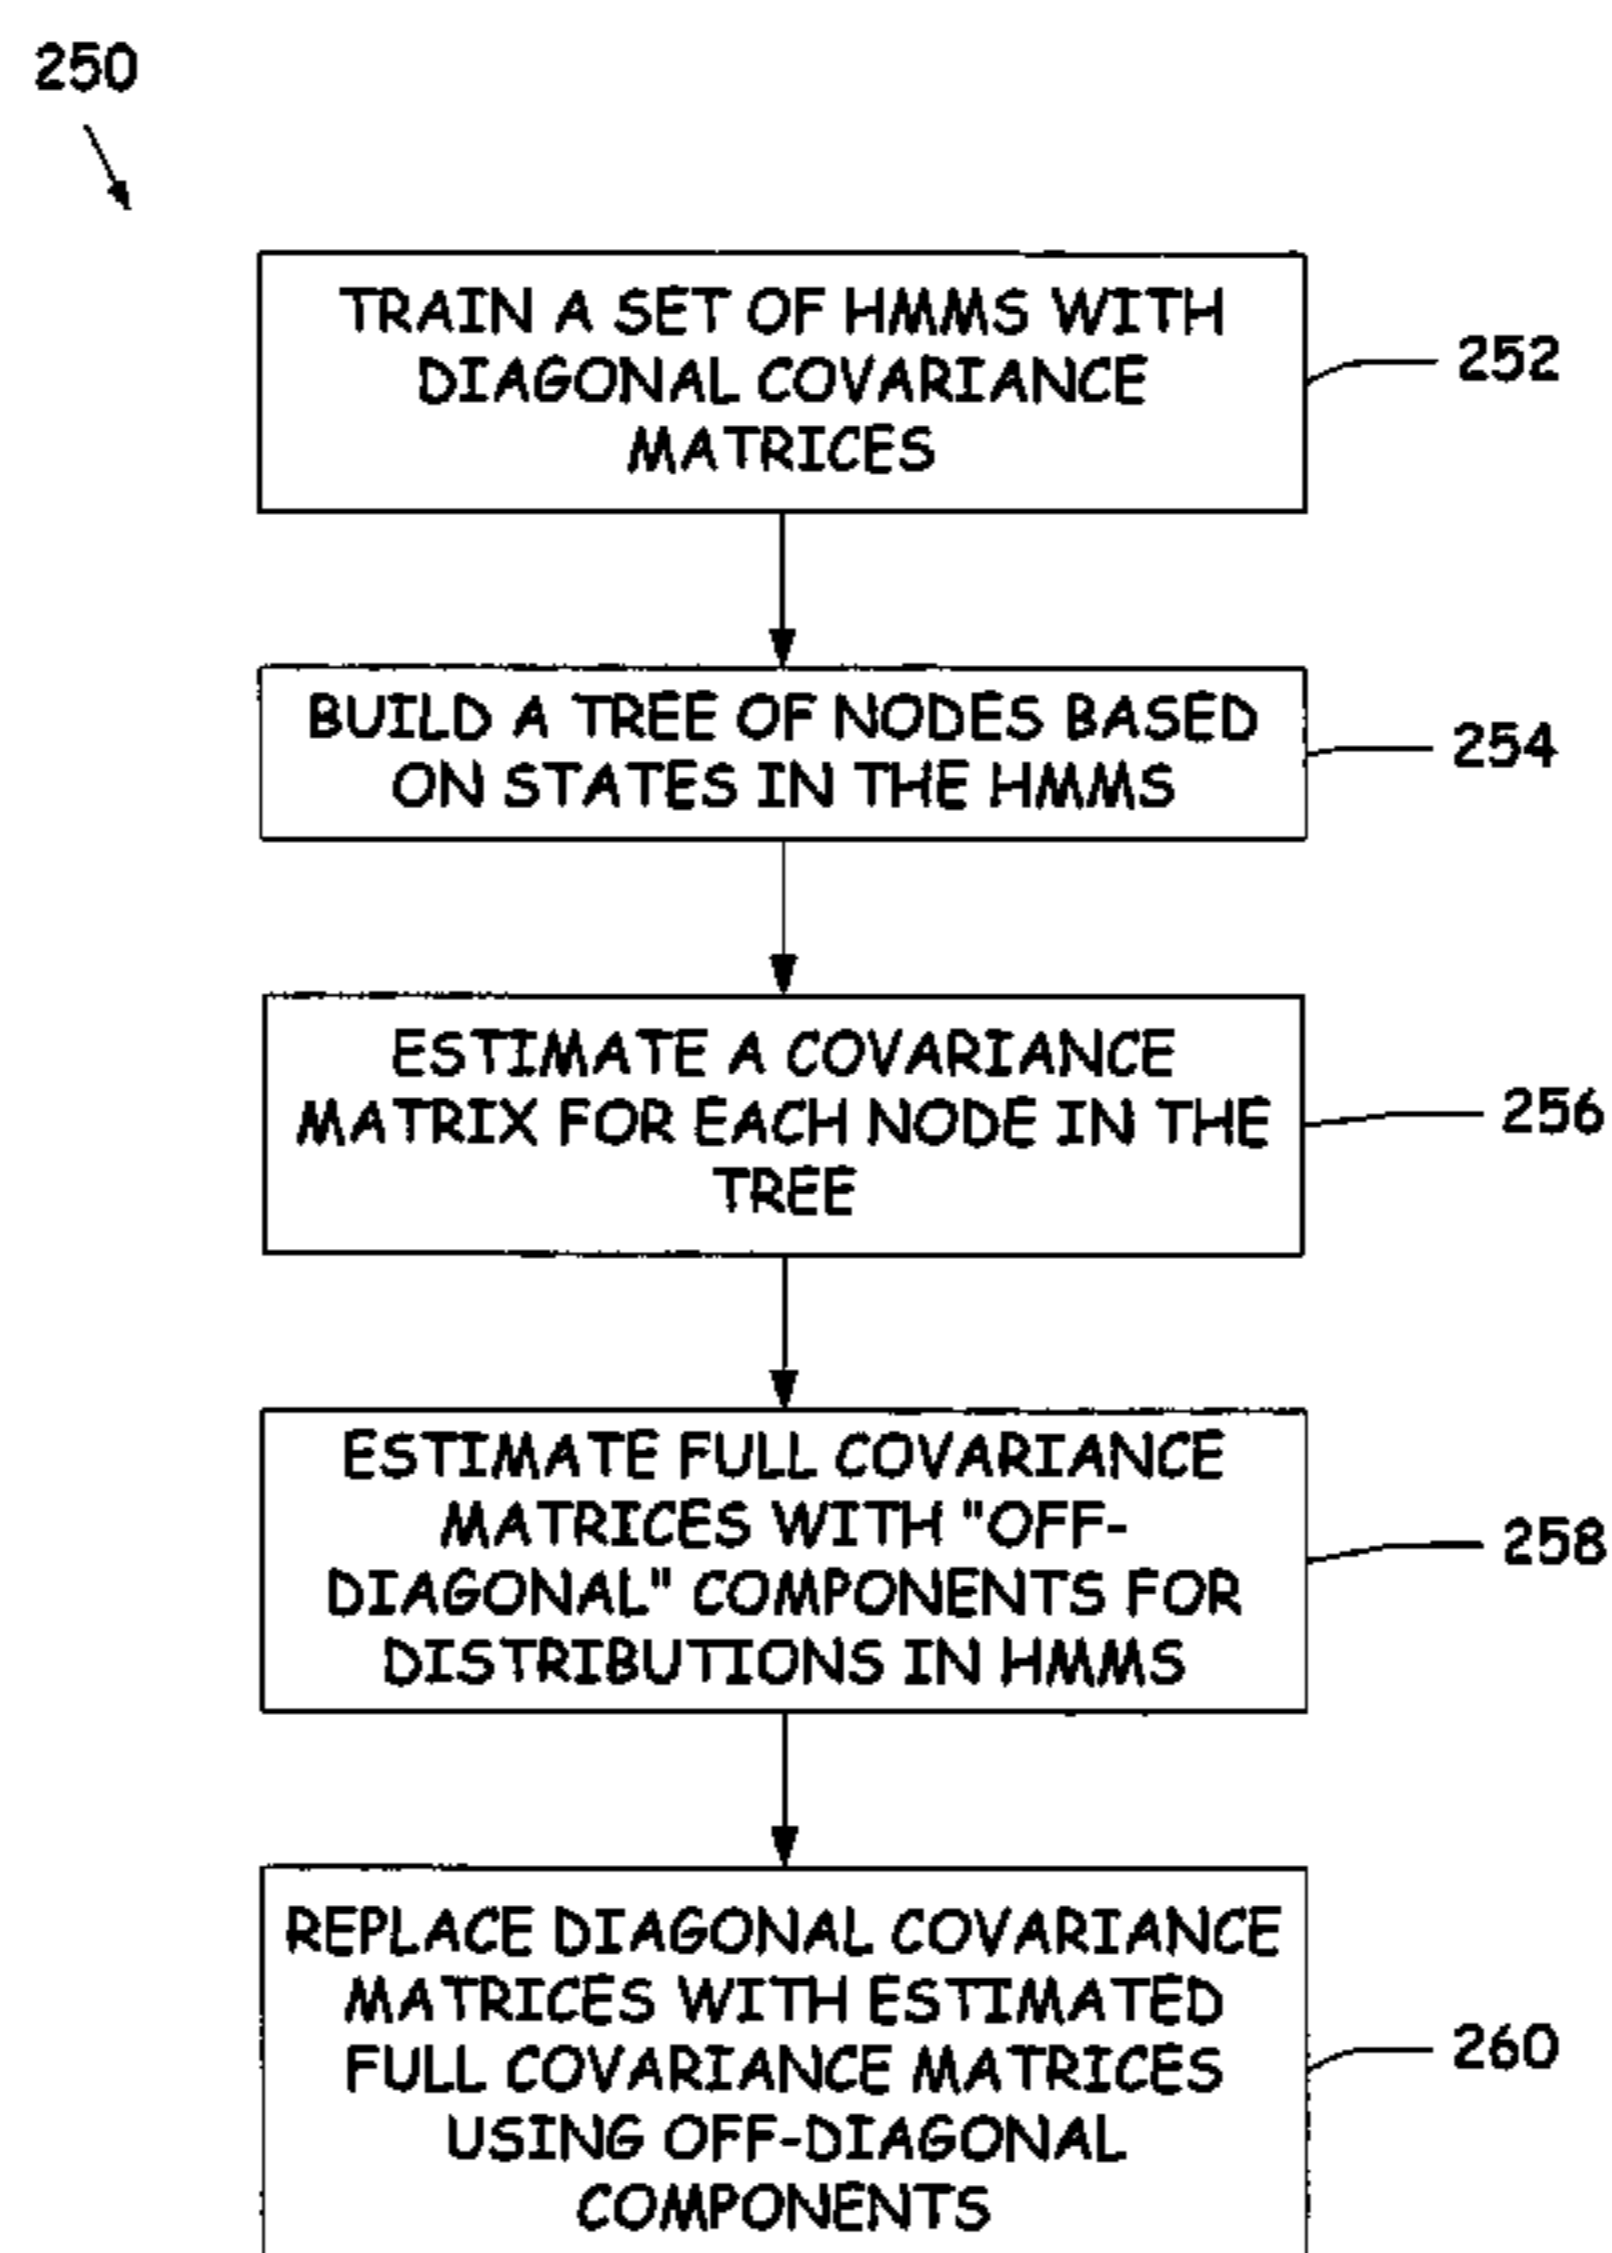 250
TRAIN A SET OF HMMS WITH
DIAGONAL COVARIANCE
MATRICES
252
BUILD A TREE OF NODES BASED
ON STATES IN THE HMMS
254
ESTIMATE A COVARIANCE
MATRIX FOR EACH NODE IN THE
TREE
256
ESTIMATE FULL COVARIANCE
MATRICES WITH "OFF-
DIAGONAL" COMPONENTS FOR
DISTRIBUTIONS IN HMMS
258
REPLACE DIAGONAL COVARIANCE
MATRICES WITH ESTIMATED
FULL COVARIANCE MATRICES
USING OFF-DIAGONAL
COMPONENTS
260